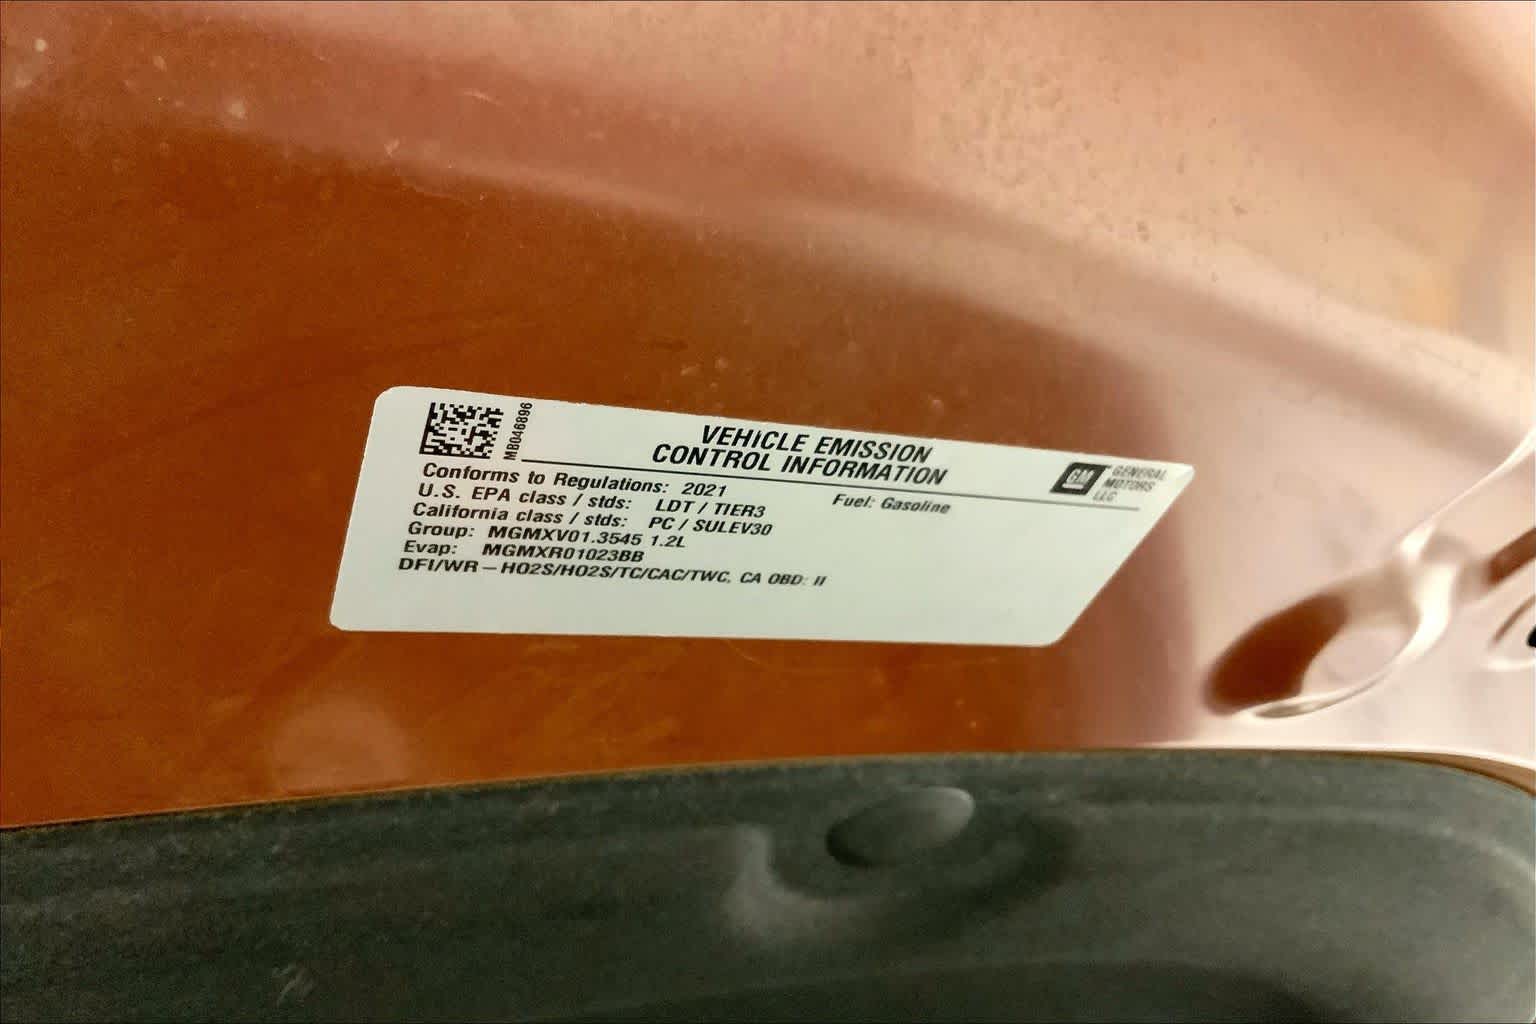 MB046896
VEHICLE EMISSION
CONTROL INFORMATION
GM
GENERAL
MOTORS
LLC
Conforms to Regulations: 2021
Fuel: Gasoline
U.S. EPA class / stds: LDT / TIER3
California class / stds: PC / SULEV30
Group: MGMXV01.3545 1.2L
Evap: MGMXR01023BB
DFI/WR-HO2S/HO2S/TC/CAC/TWC, CA OBD: II